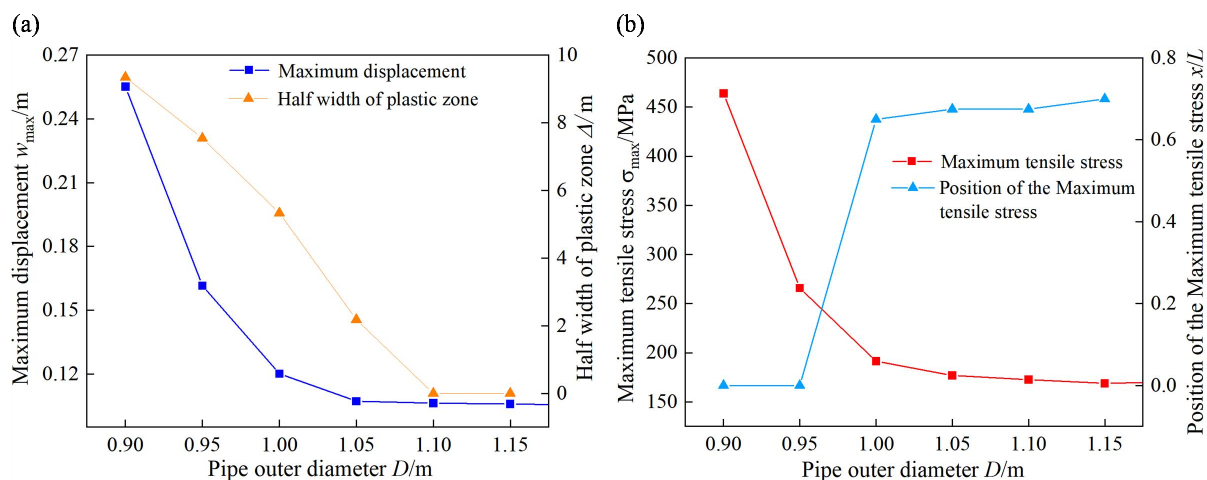 (a)
Maximum displacement w_max/m
0.27
0.24
0.21
0.18
0.15
0.12
Maximum displacement
Half width of plastic zone
10
8
6
4
2
0
Half width of plastic zone Δ/m
0.90 0.95 1.00 1.05 1.10 1.15
Pipe outer diameter D/m
(b)
Maximum tensile stress σ_max/MPa
500
450
400
350
300
250
200
150
Maximum tensile stress
Position of the Maximum
tensile stress
0.8
0.6
0.4
0.2
0.0
Position of the Maximum tensile stress x/L
0.90 0.95 1.00 1.05 1.10 1.15
Pipe outer diameter D/m